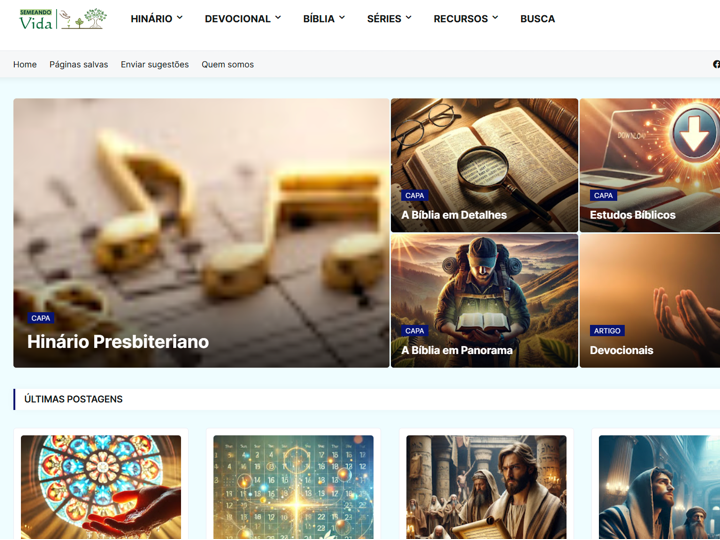 SEMEANDO
Vida
HINÁRIO
DEVOCIONAL
BÍBLIA
SÉRIES
RECURSOS
BUSCA
Home
Páginas salvas
Enviar sugestões
Quem somos
CAPA
Hinário Presbiteriano
CAPA
A Bíblia em Detalhes
DOWNLOAD
CAPA
Estudos Bíblicos
CAPA
A Bíblia em Panorama
ARTIGO
Devocionais
ÚLTIMAS POSTAGENS